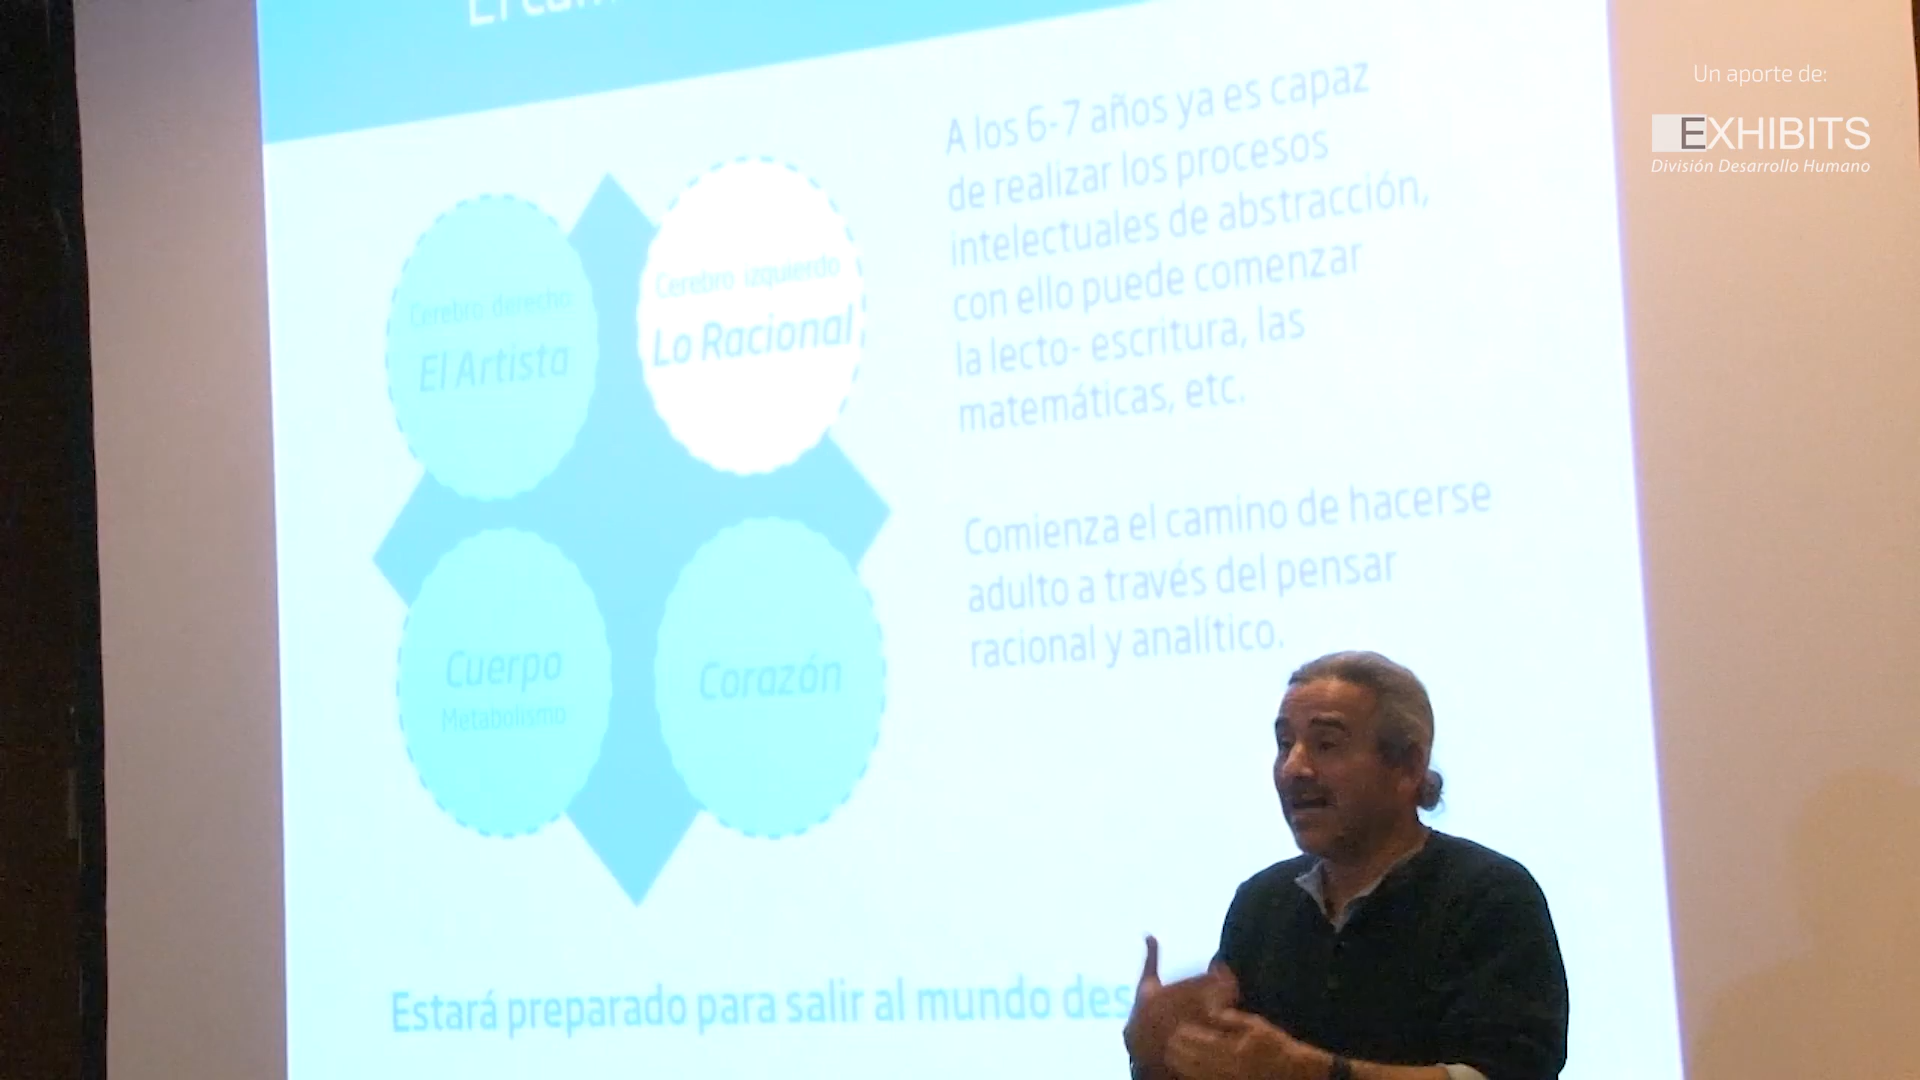 Un aporte de:
EXHIBITS
División Desarrollo Humano
A los 6-7 años ya es capaz
de realizar los procesos
intelectuales de abstracción,
con ello puede comenzar
la lecto- escritura, las
matemáticas, etc.
Comienza el camino de hacerse
adulto a través del pensar
racional y analítico.
Cerebro derecho
El Artista
Cerebro izquierdo
Lo Racional
Cuerpo
Metabolismo
Corazón
Estará preparado para salir al mundo